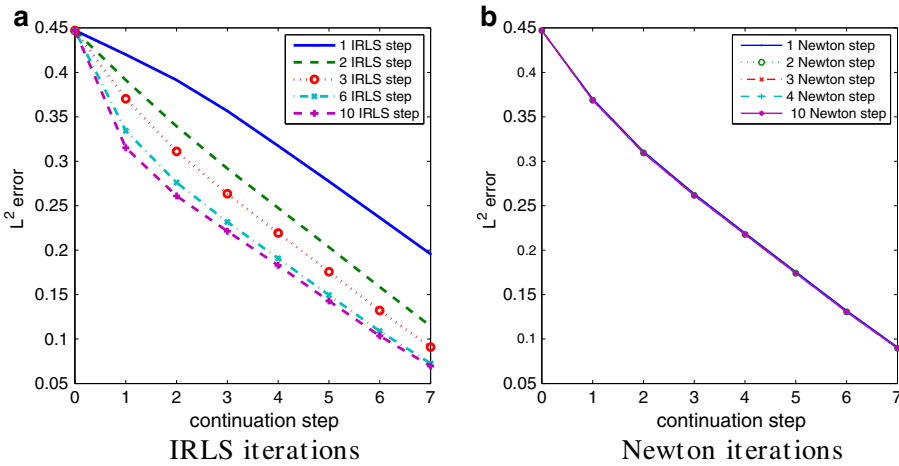 a
0.45
0.4
0.35
0.3
0.25
0.2
0.15
0.1
0.05
L² error
1 IRLS step
2 IRLS step
3 IRLS step
6 IRLS step
10 IRLS step
0 1 2 3 4 5 6 7
continuation step
IRLS iterations
b
0.45
0.4
0.35
0.3
0.25
0.2
0.15
0.1
0.05
L² error
1 Newton step
2 Newton step
3 Newton step
4 Newton step
10 Newton step
0 1 2 3 4 5 6 7
continuation step
Newton iterations